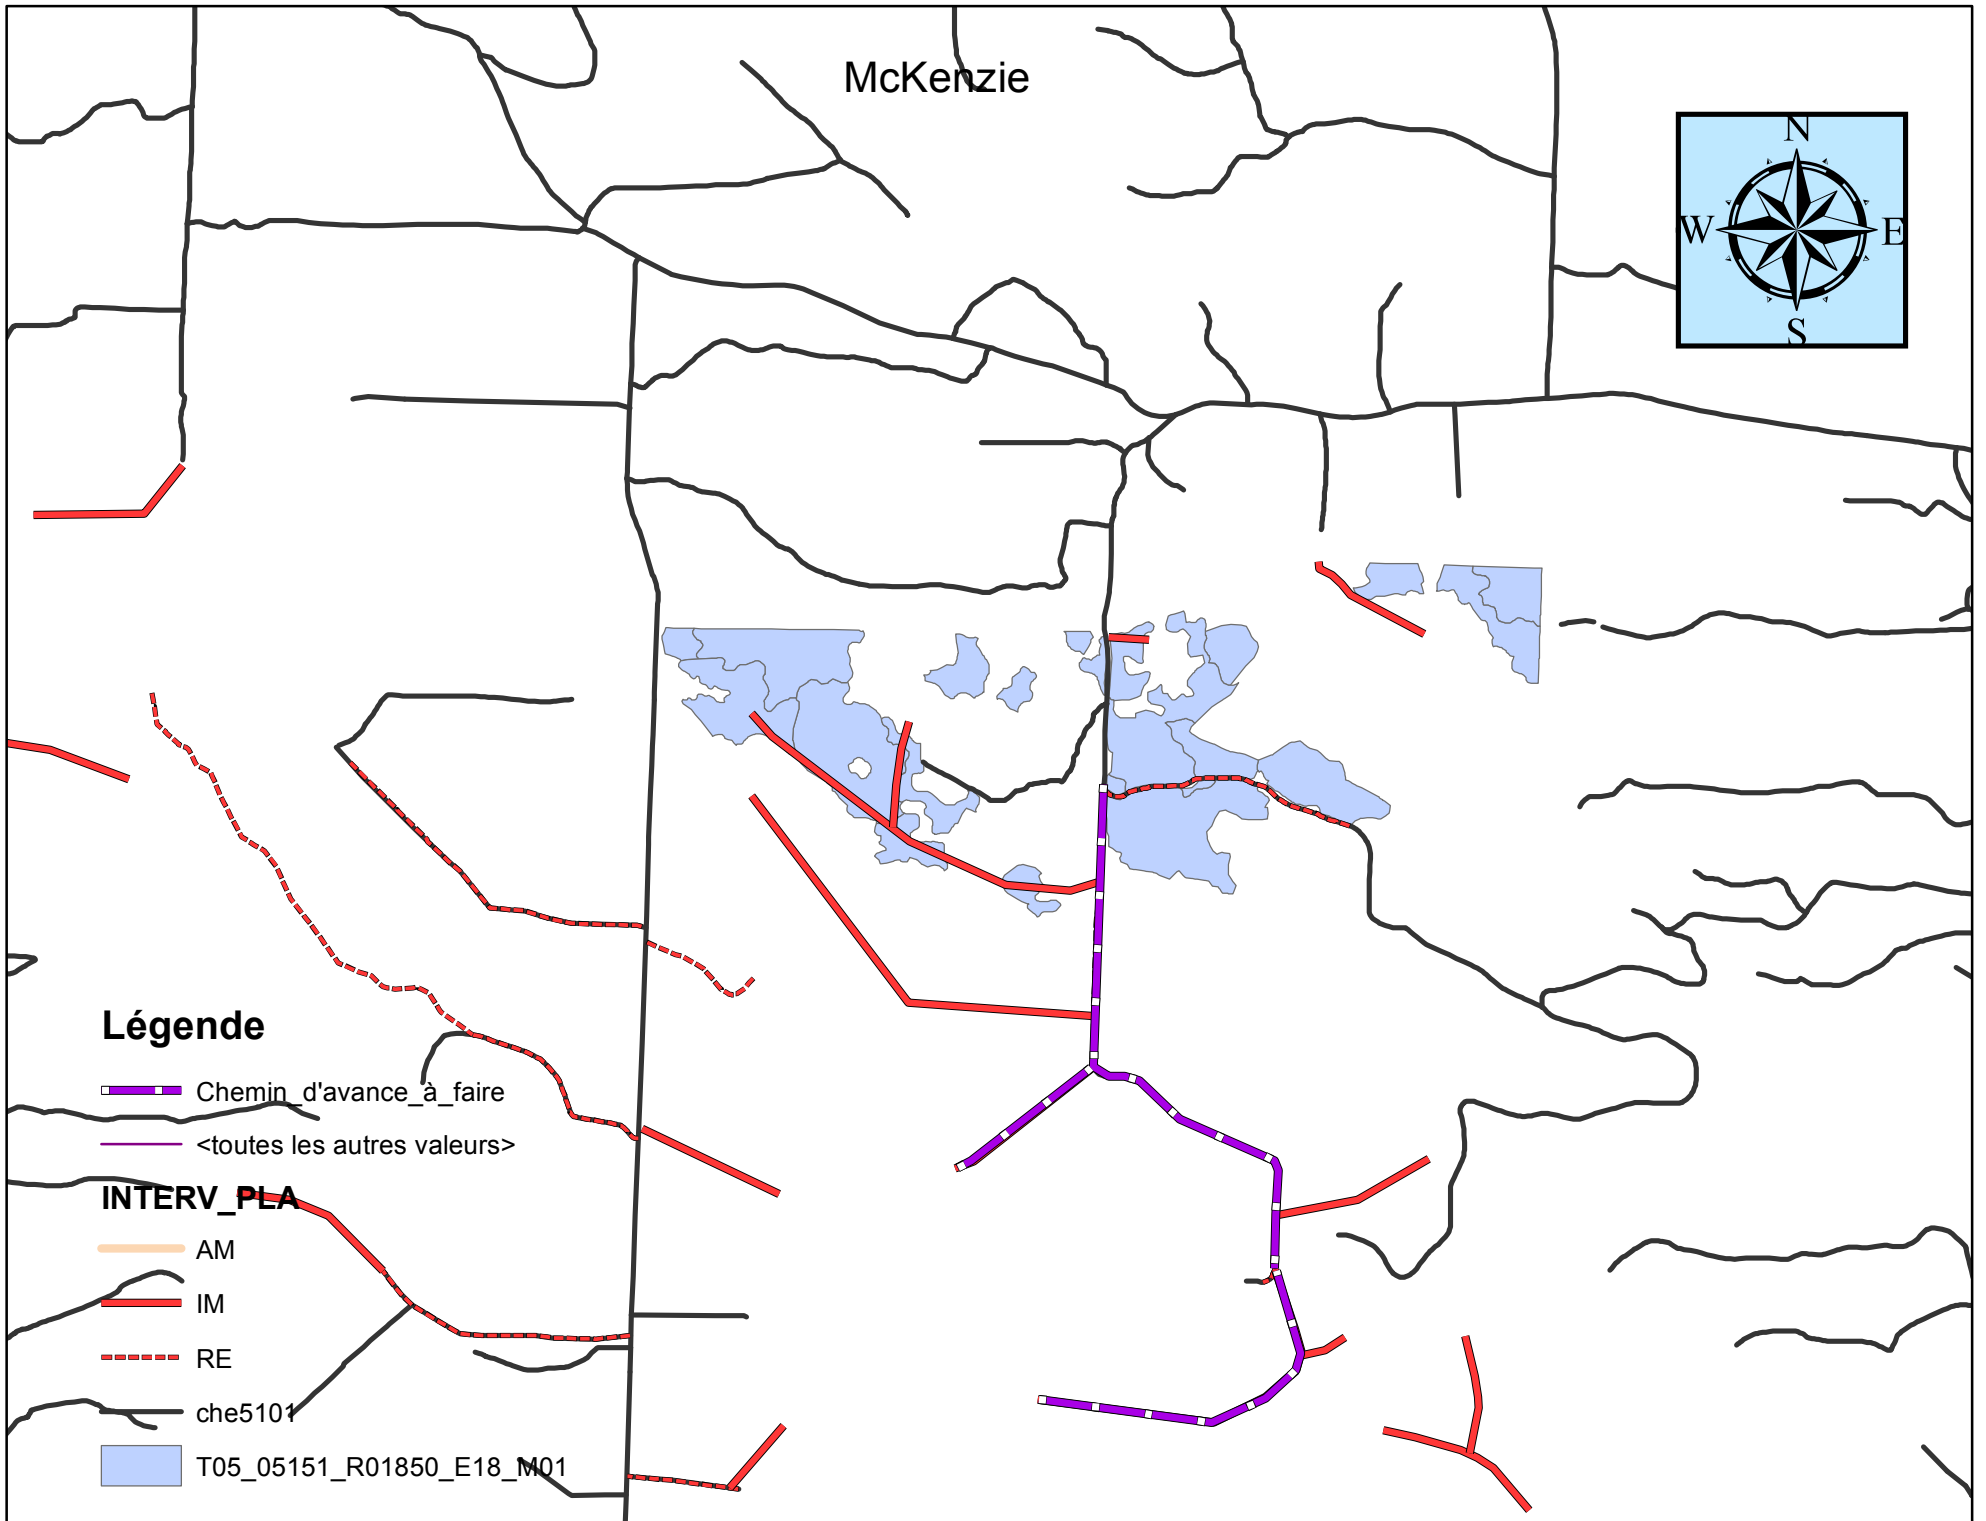 McKenzie
N
W
E
S
Légende
Chemin_d'avance_à_faire
<toutes les autres valeurs>
INTERV_PLA
AM
IM
RE
che5101
T05_05151_R01850_E18_M01